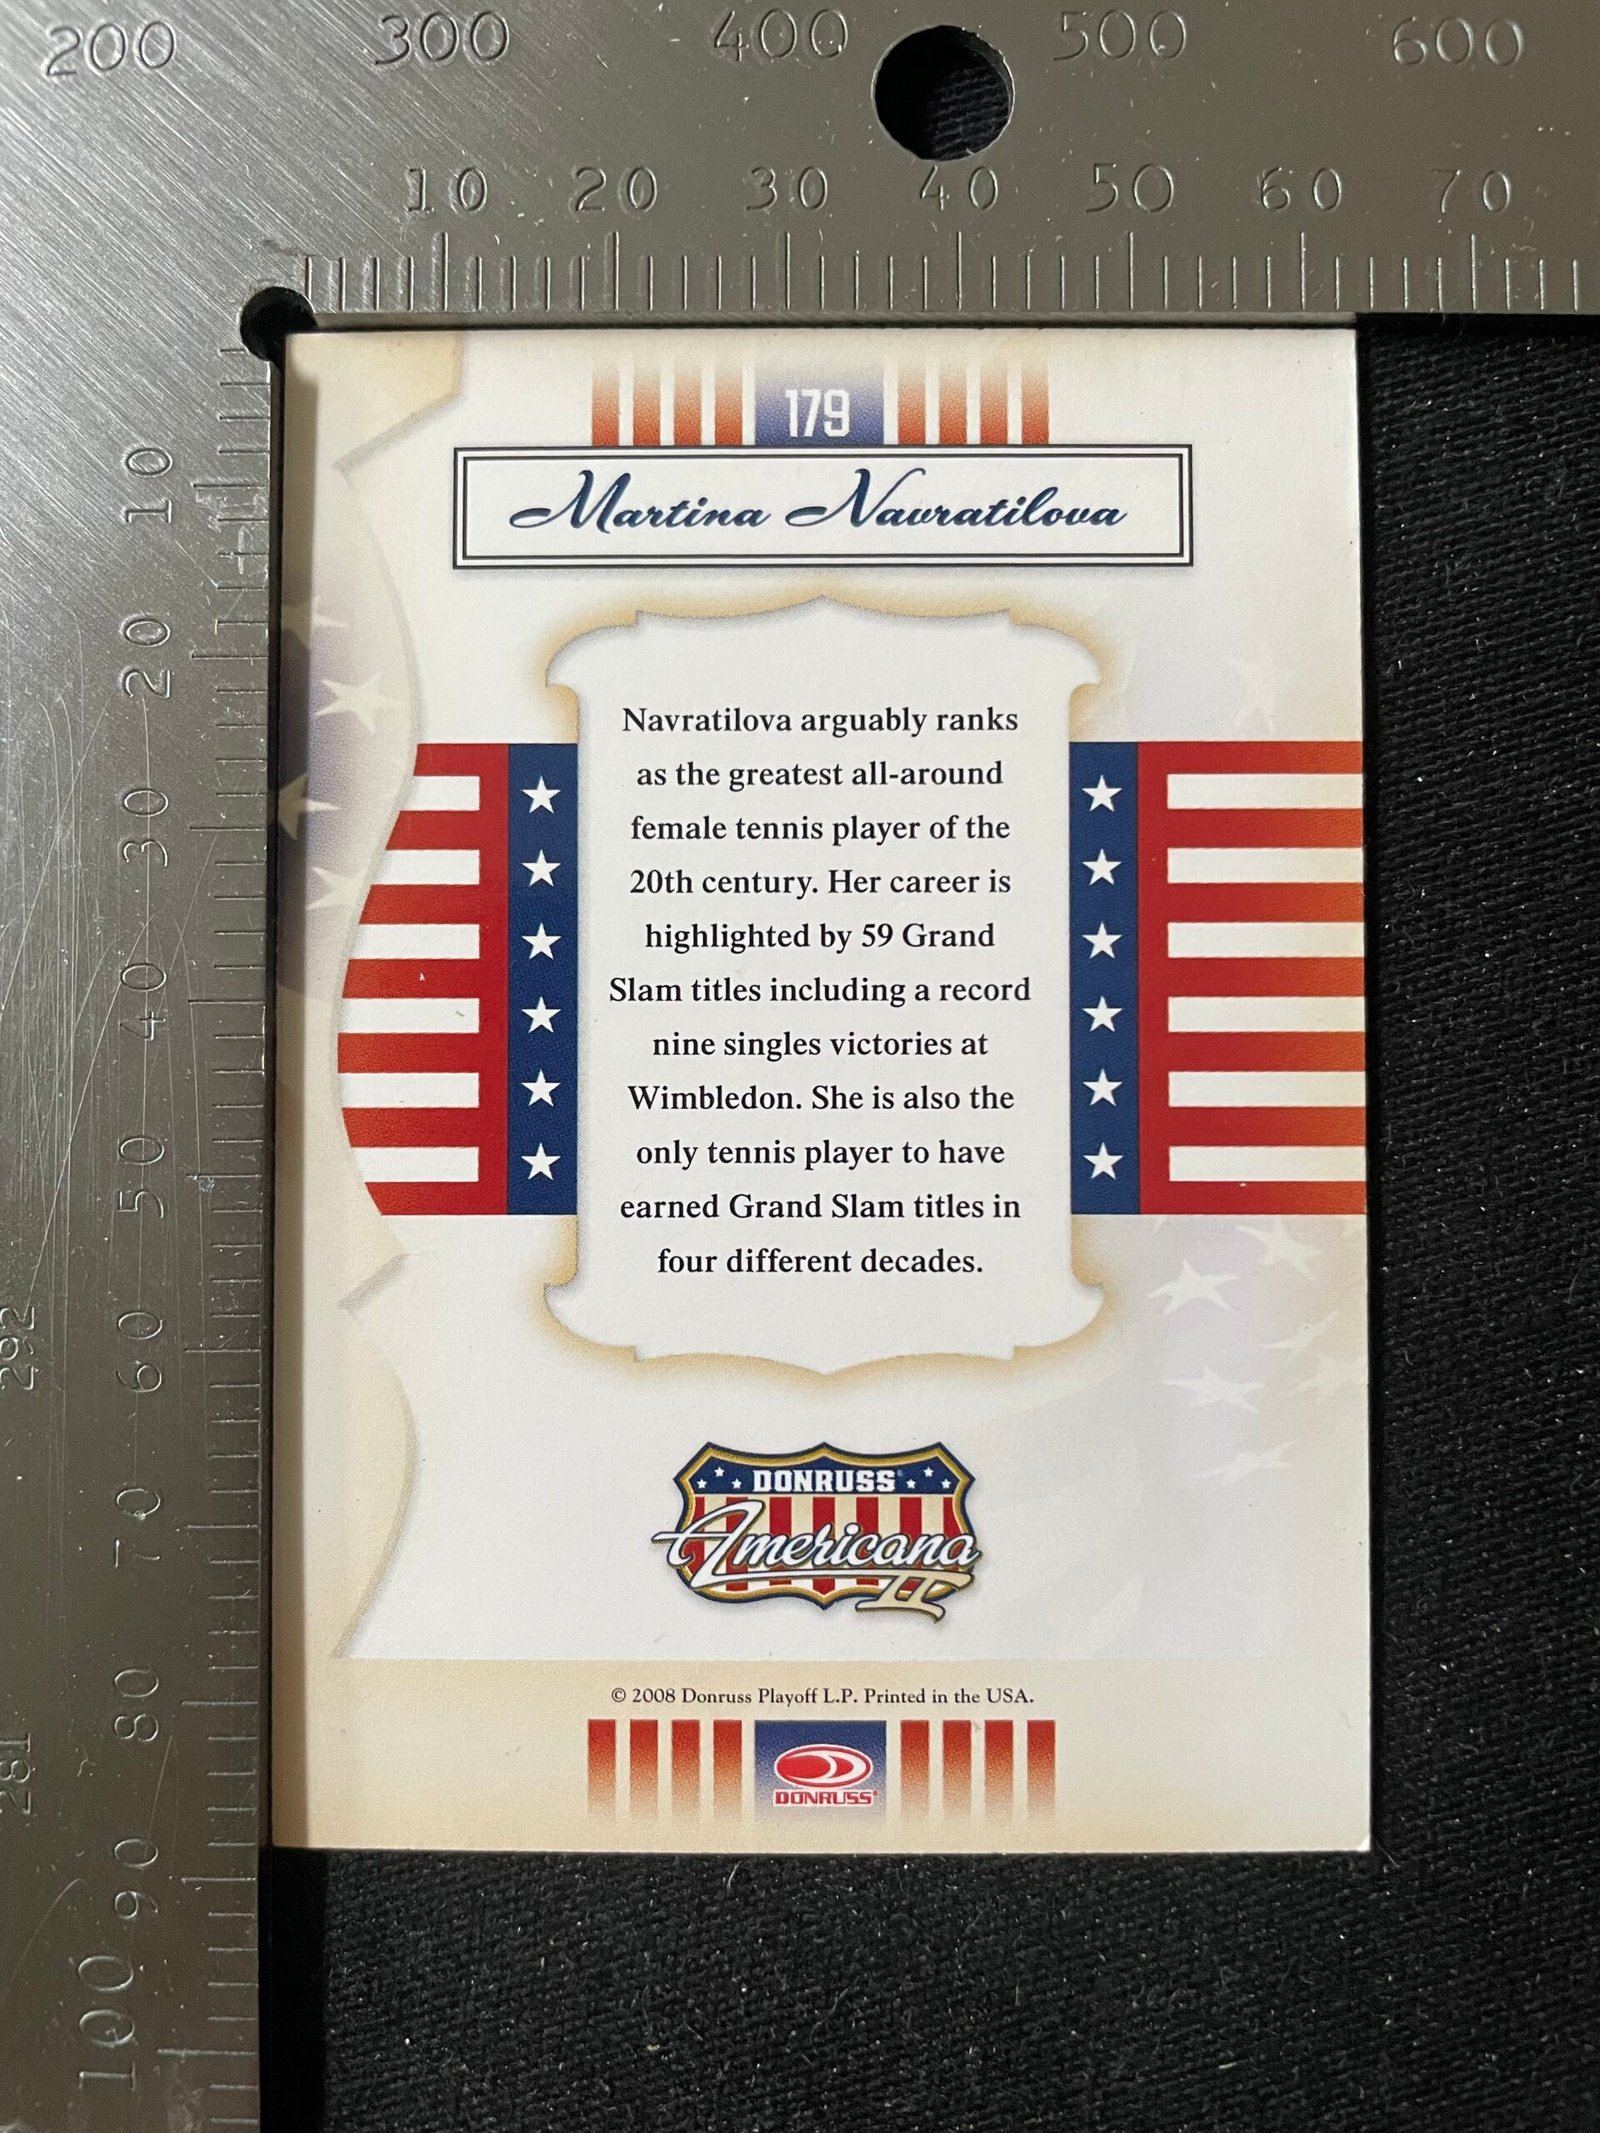 200 300 400 500 600
10 20 30 40 50 60 70
179
Martina Navratilova
Navratilova arguably ranks
as the greatest all-around
female tennis player of the
20th century. Her career is
highlighted by 59 Grand
Slam titles including a record
nine singles victories at
Wimbledon. She is also the
only tennis player to have
earned Grand Slam titles in
four different decades.
DONRUSS
Americana
II
© 2008 Donruss Playoff L.P. Printed in the USA.
DONRUSS
10
20
30
40
50
60
70
80
90
100
292
281